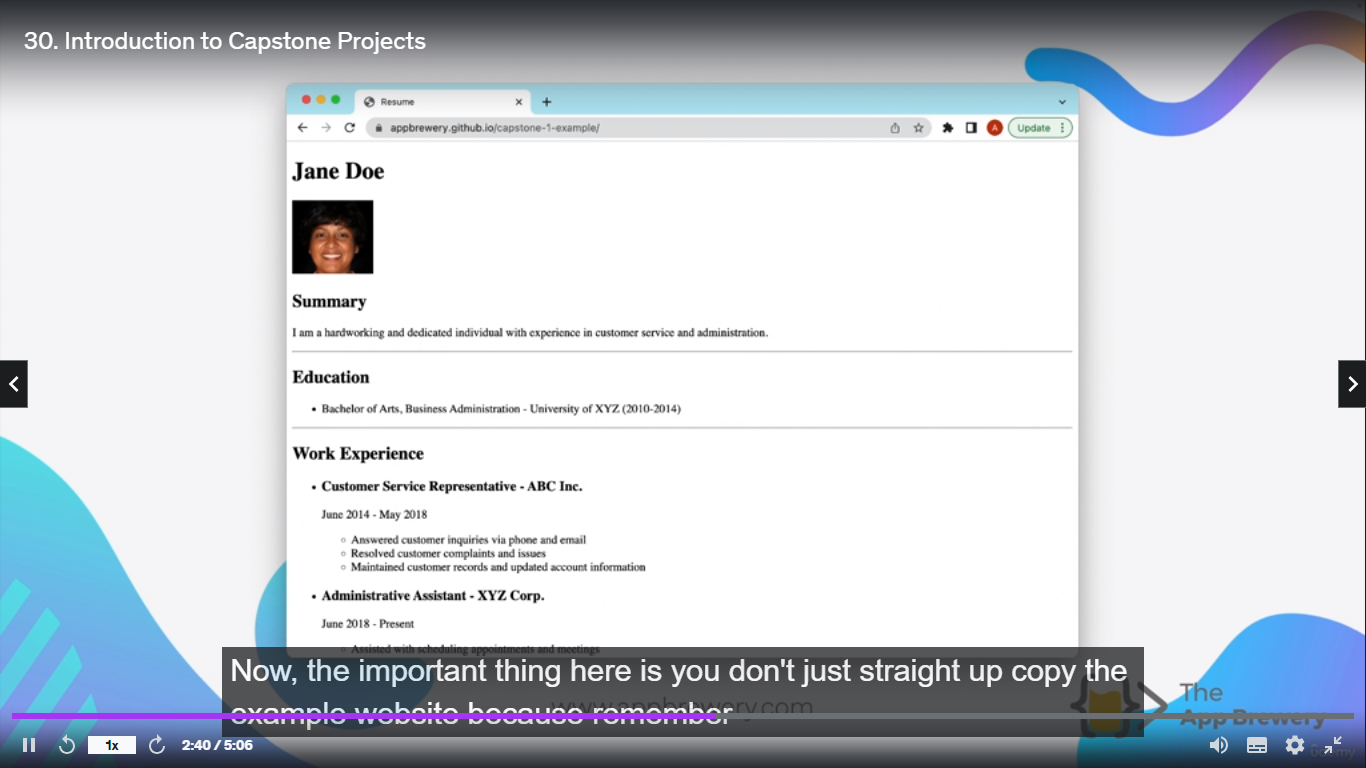 30. Introduction to Capstone Projects
Resume
appbrewery.github.io/capstone-1-example/
A
Update
Jane Doe
Summary
I am a hardworking and dedicated individual with experience in customer service and administration.
Education
• Bachelor of Arts, Business Administration - University of XYZ (2010-2014)
Work Experience
• Customer Service Representative - ABC Inc.
June 2014 - May 2018
◦ Answered customer inquiries via phone and email
◦ Resolved customer complaints and issues
◦ Maintained customer records and updated account information
• Administrative Assistant - XYZ Corp.
June 2018 - Present
◦ Assisted with scheduling appointments and meetings
Now, the important thing here is you don't just straight up copy the
example website because remember
www.appbrewery.com
The
App Brewery
1x
2:40 / 5:06
Udemy